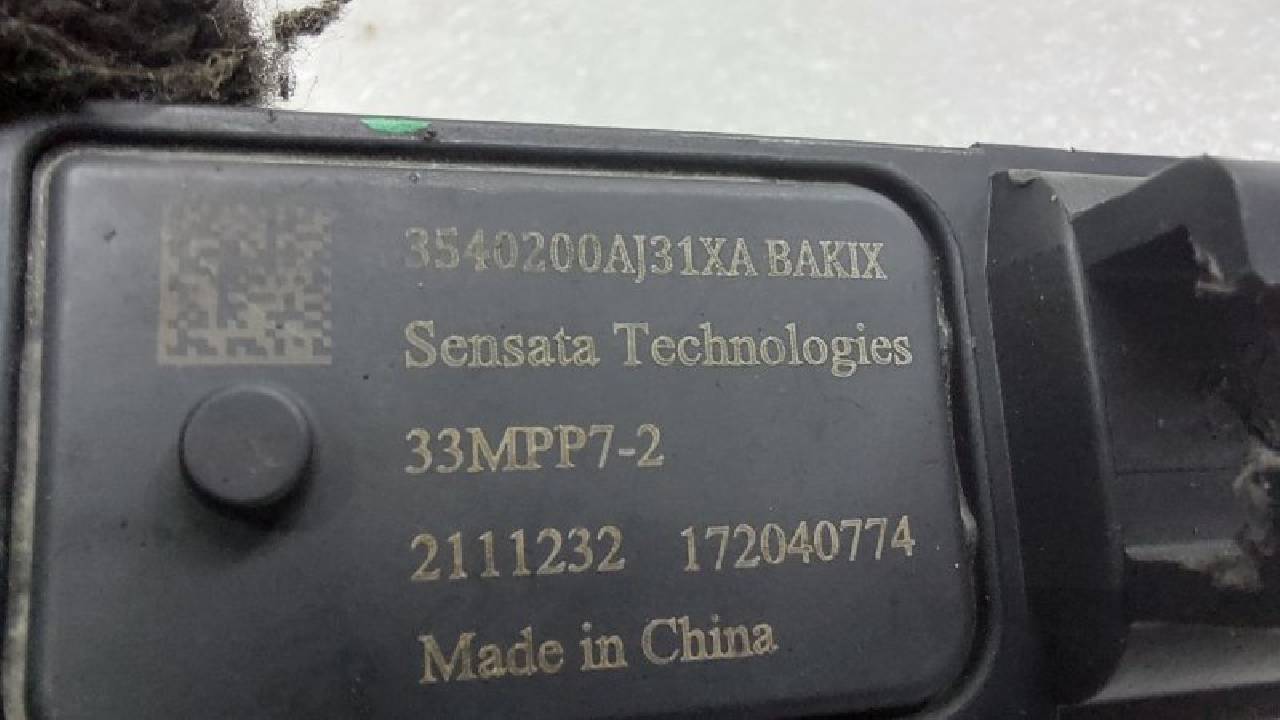 3540200AJ31XA BAKIX
Sensata Technologies
33MPP7-2
2111232 172040774
Made in China